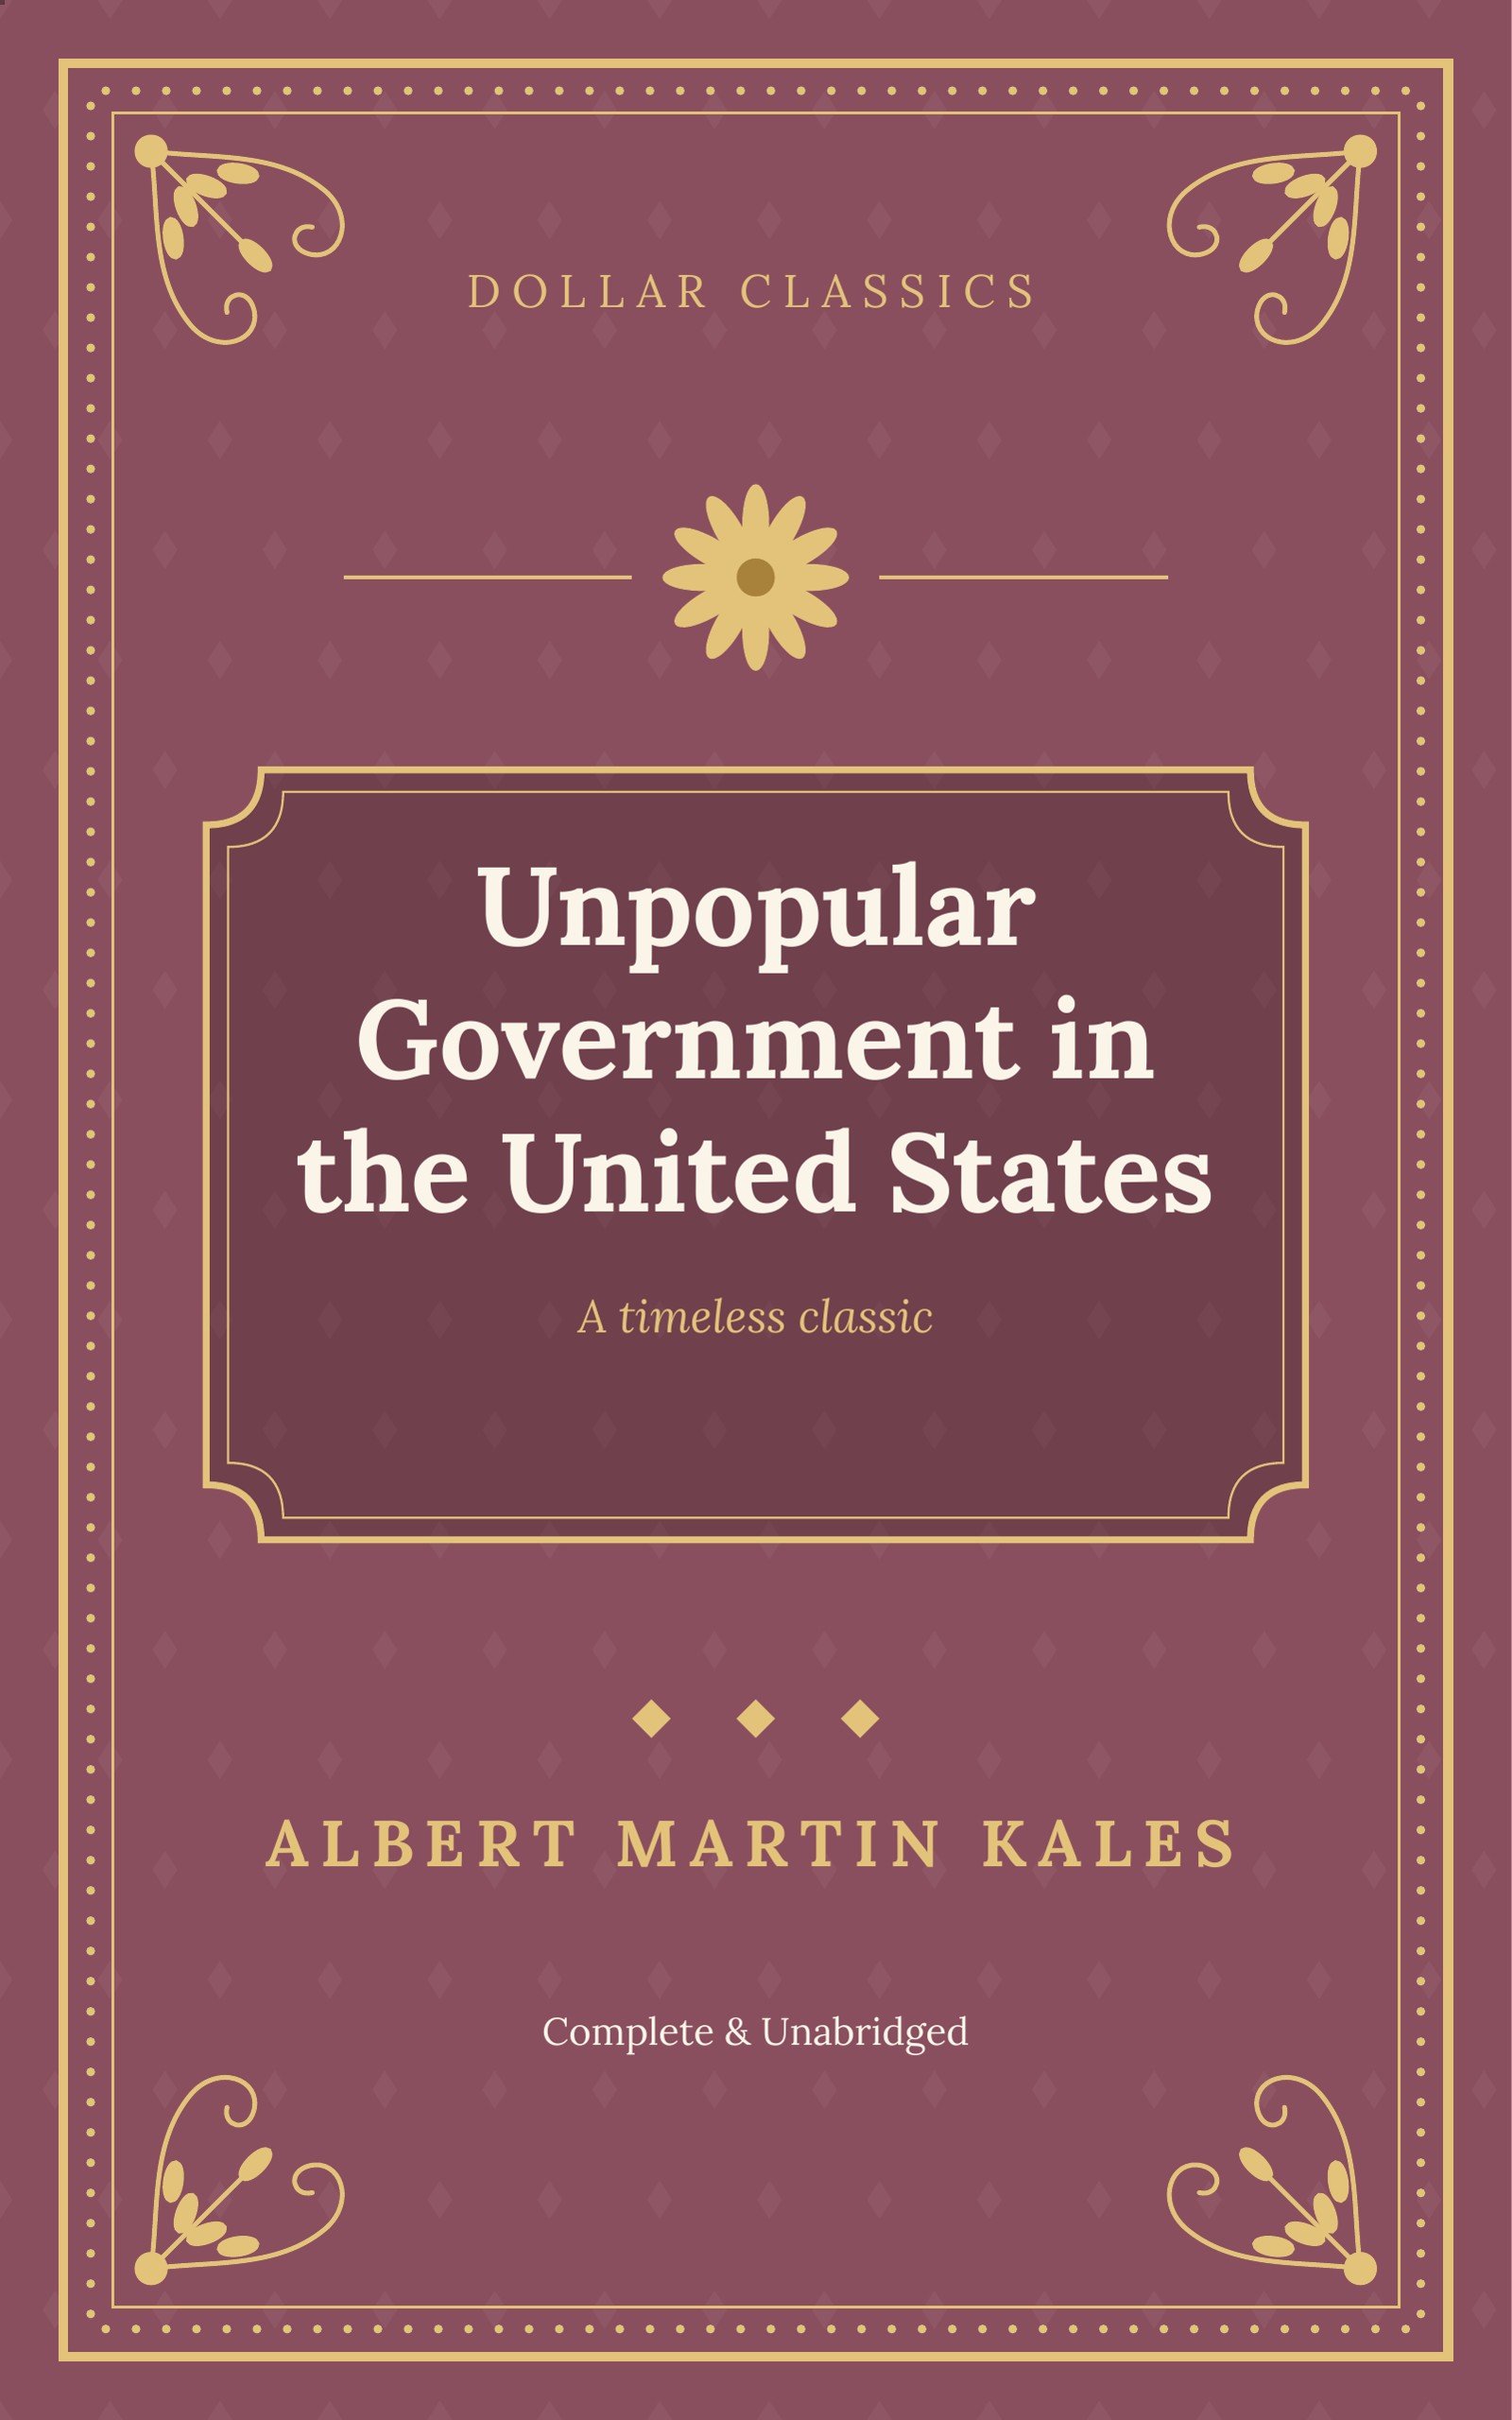 DOLLAR CLASSICS
Unpopular
Government in
the United States
A timeless classic
ALBERT MARTIN KALES
Complete & Unabridged